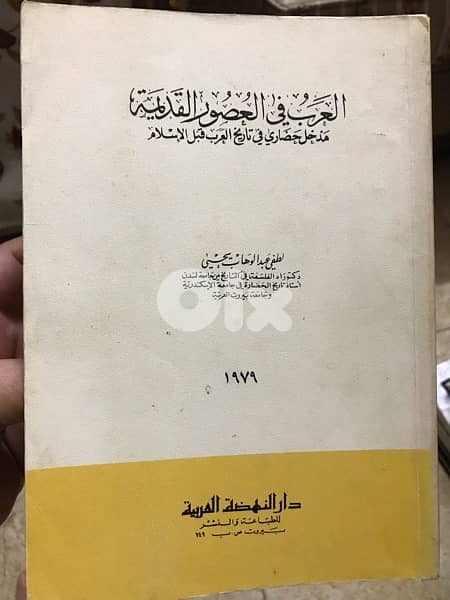 العرب في العصور القديمة
مدخل حضاري في تاريخ العرب قبل الإسلام
لطفي عبد الوهاب يحيى
دكتوراه الفلسفة في التاريخ من جامعة لندن
أستاذ تاريخ الحضارة في جامعة الإسكندرية
وجامعة بيروت العربية
OLX
١٩٧٩
دار النهضة العربية
للطباعة والنشر
بيروت ص.ب ٧٤٩